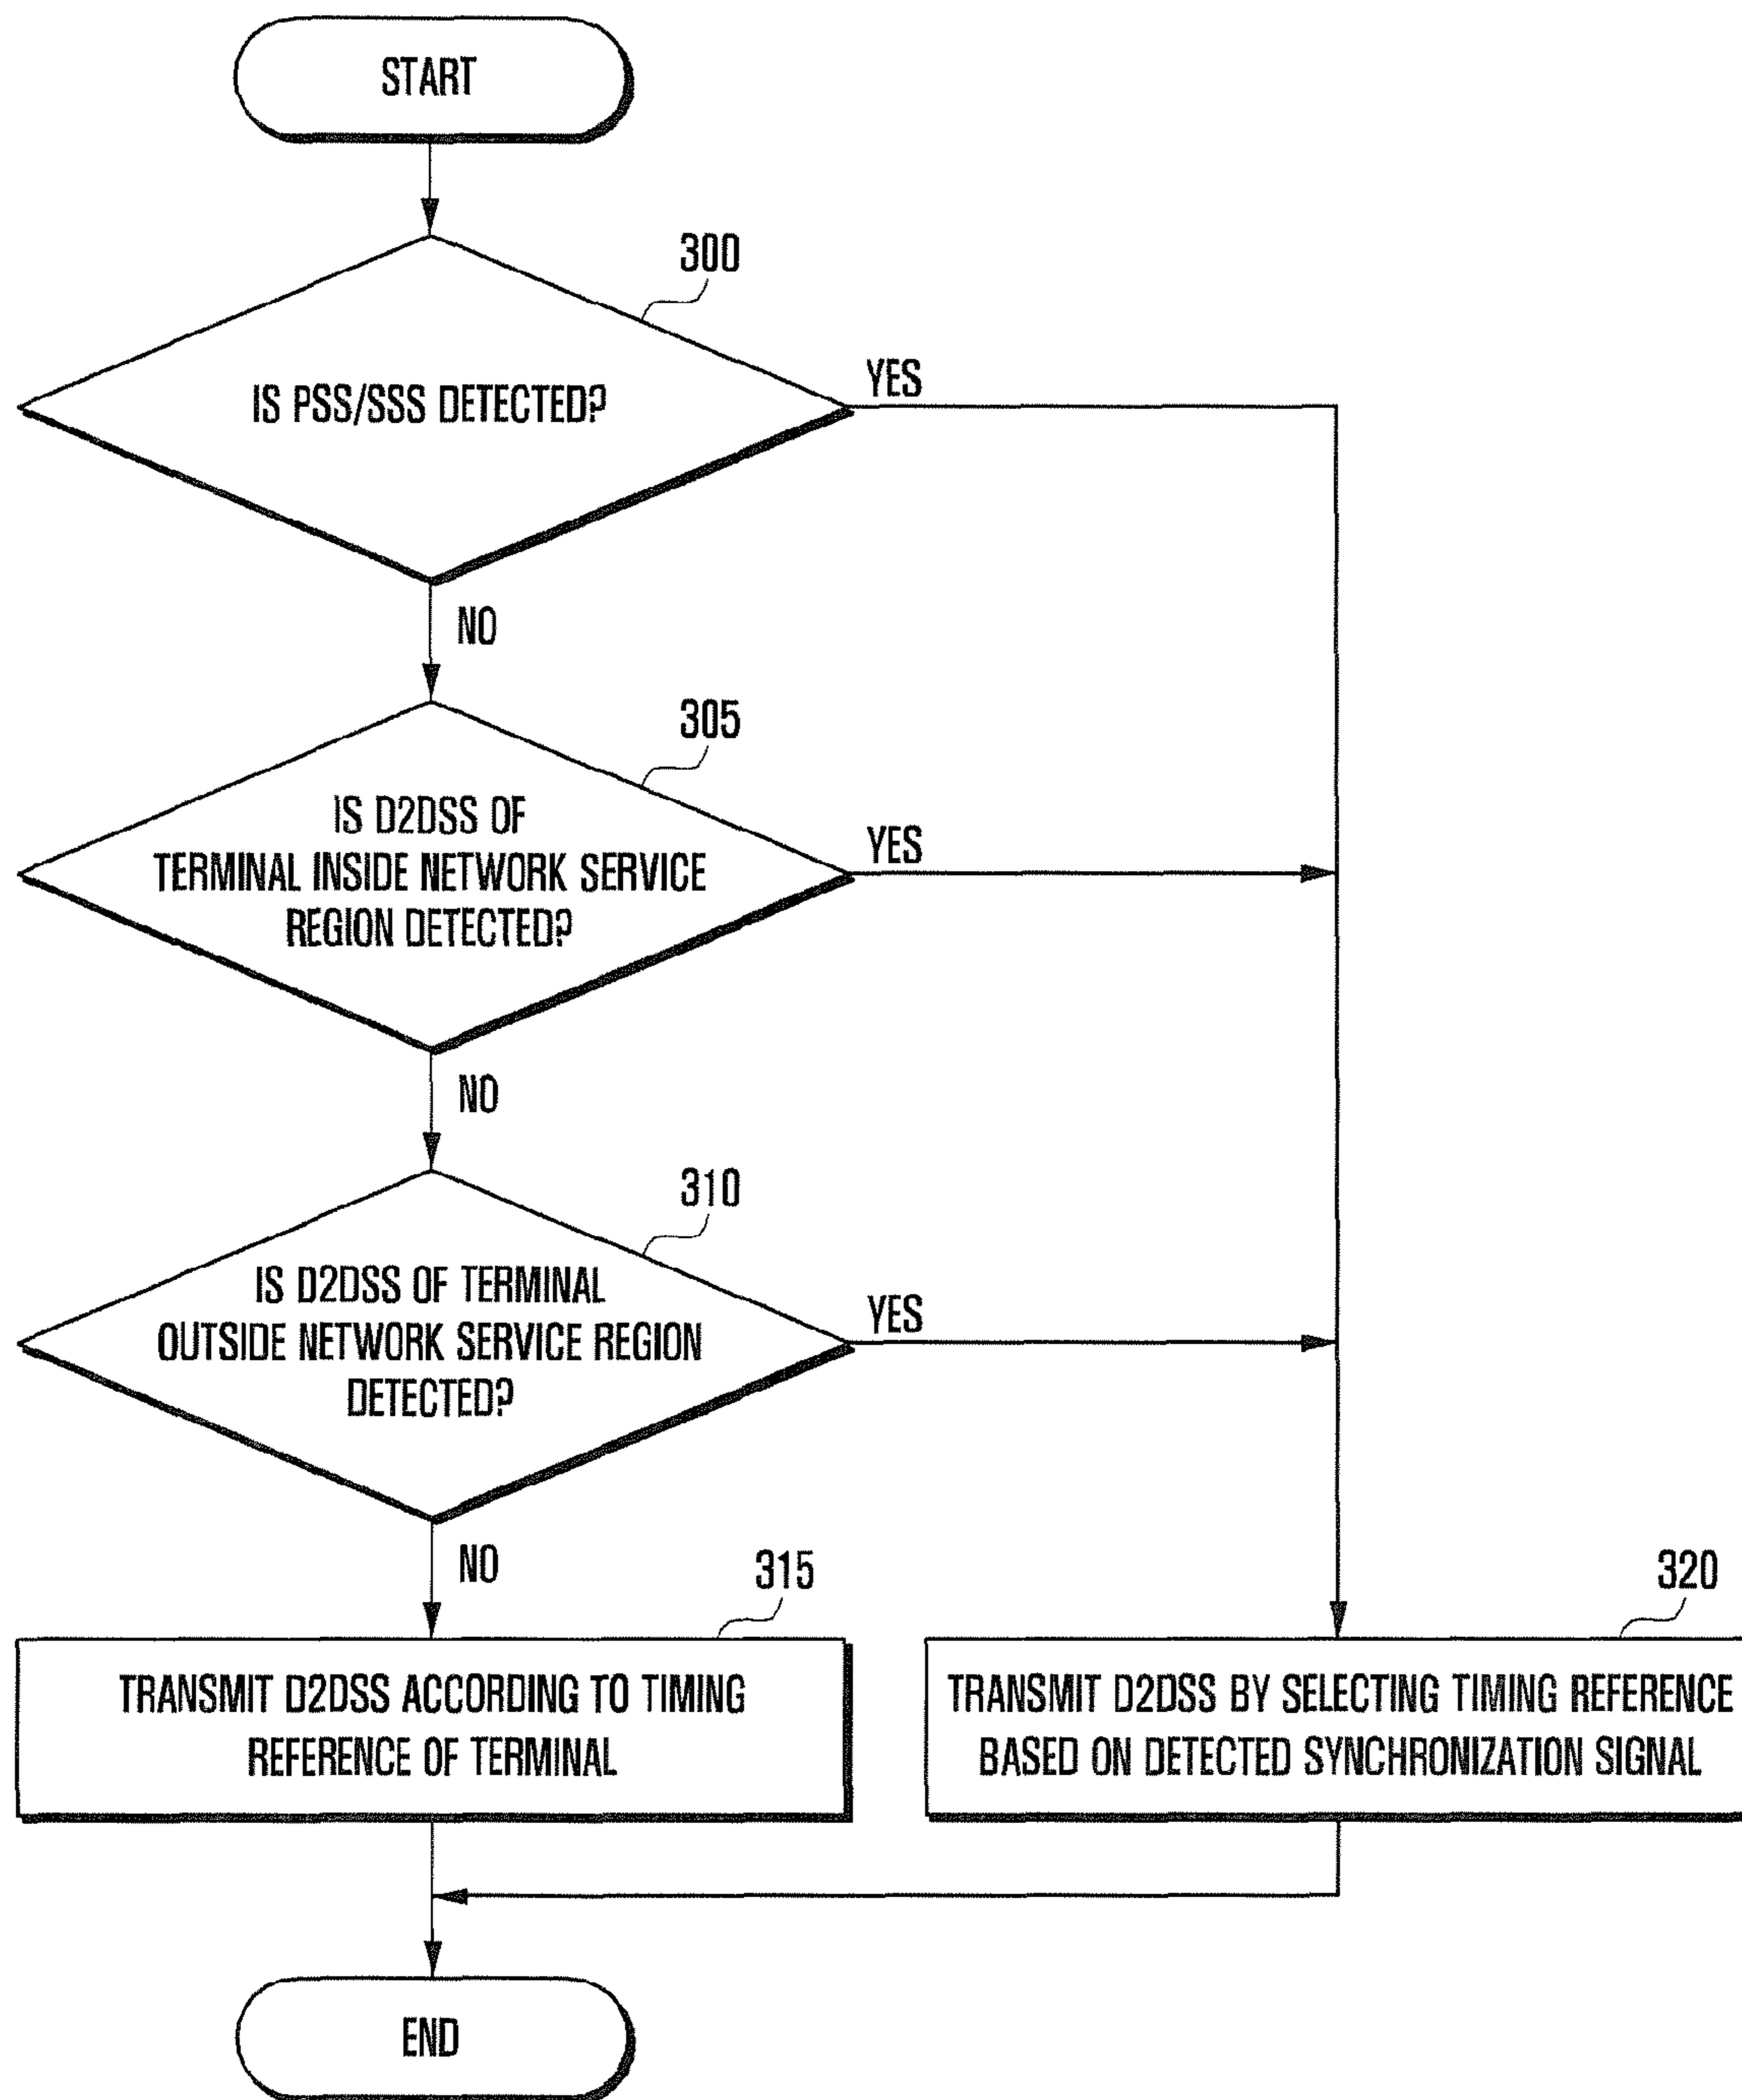 START
300
IS PSS/SSS DETECTED?
YES
NO
305
IS D2DSS OF
TERMINAL INSIDE NETWORK SERVICE
REGION DETECTED?
YES
NO
310
IS D2DSS OF TERMINAL
OUTSIDE NETWORK SERVICE REGION
DETECTED?
YES
NO
315
TRANSMIT D2DSS ACCORDING TO TIMING
REFERENCE OF TERMINAL
320
TRANSMIT D2DSS BY SELECTING TIMING REFERENCE
BASED ON DETECTED SYNCHRONIZATION SIGNAL
END